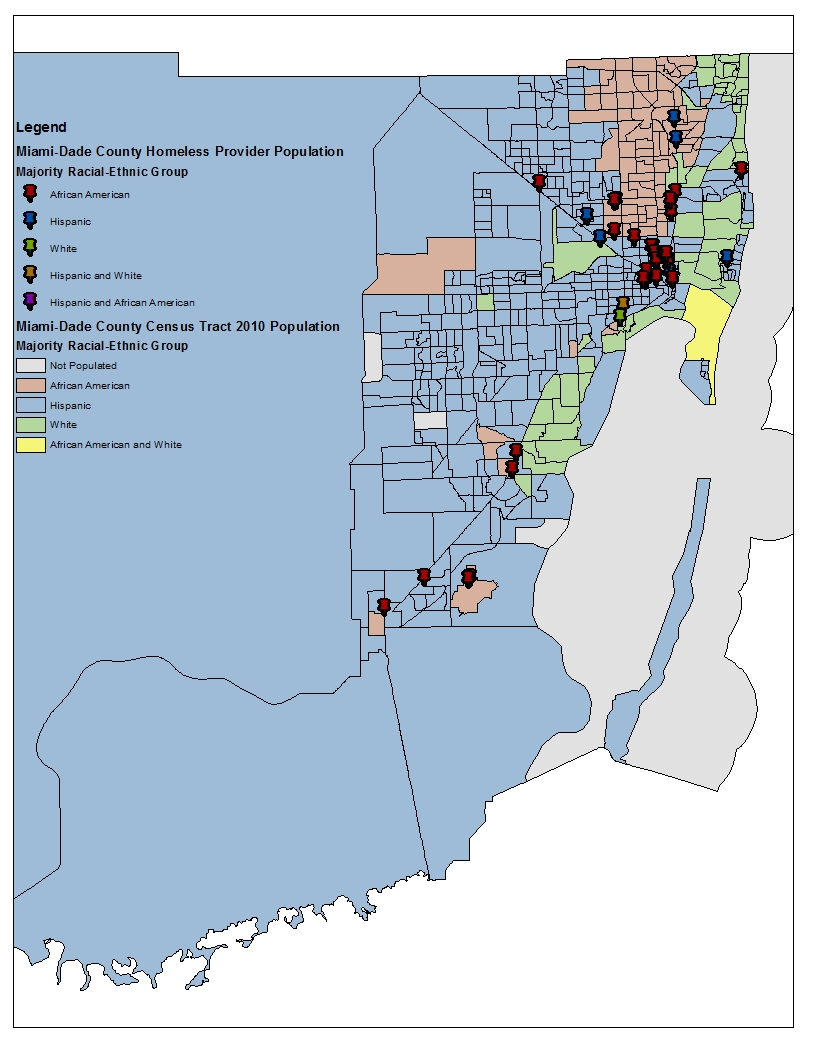 Legend
Miami-Dade County Homeless Provider Population
Majority Racial-Ethnic Group
African American
Hispanic
White
Hispanic and White
Hispanic and African American
Miami-Dade County Census Tract 2010 Population
Majority Racial-Ethnic Group
Not Populated
African American
Hispanic
White
African American and White